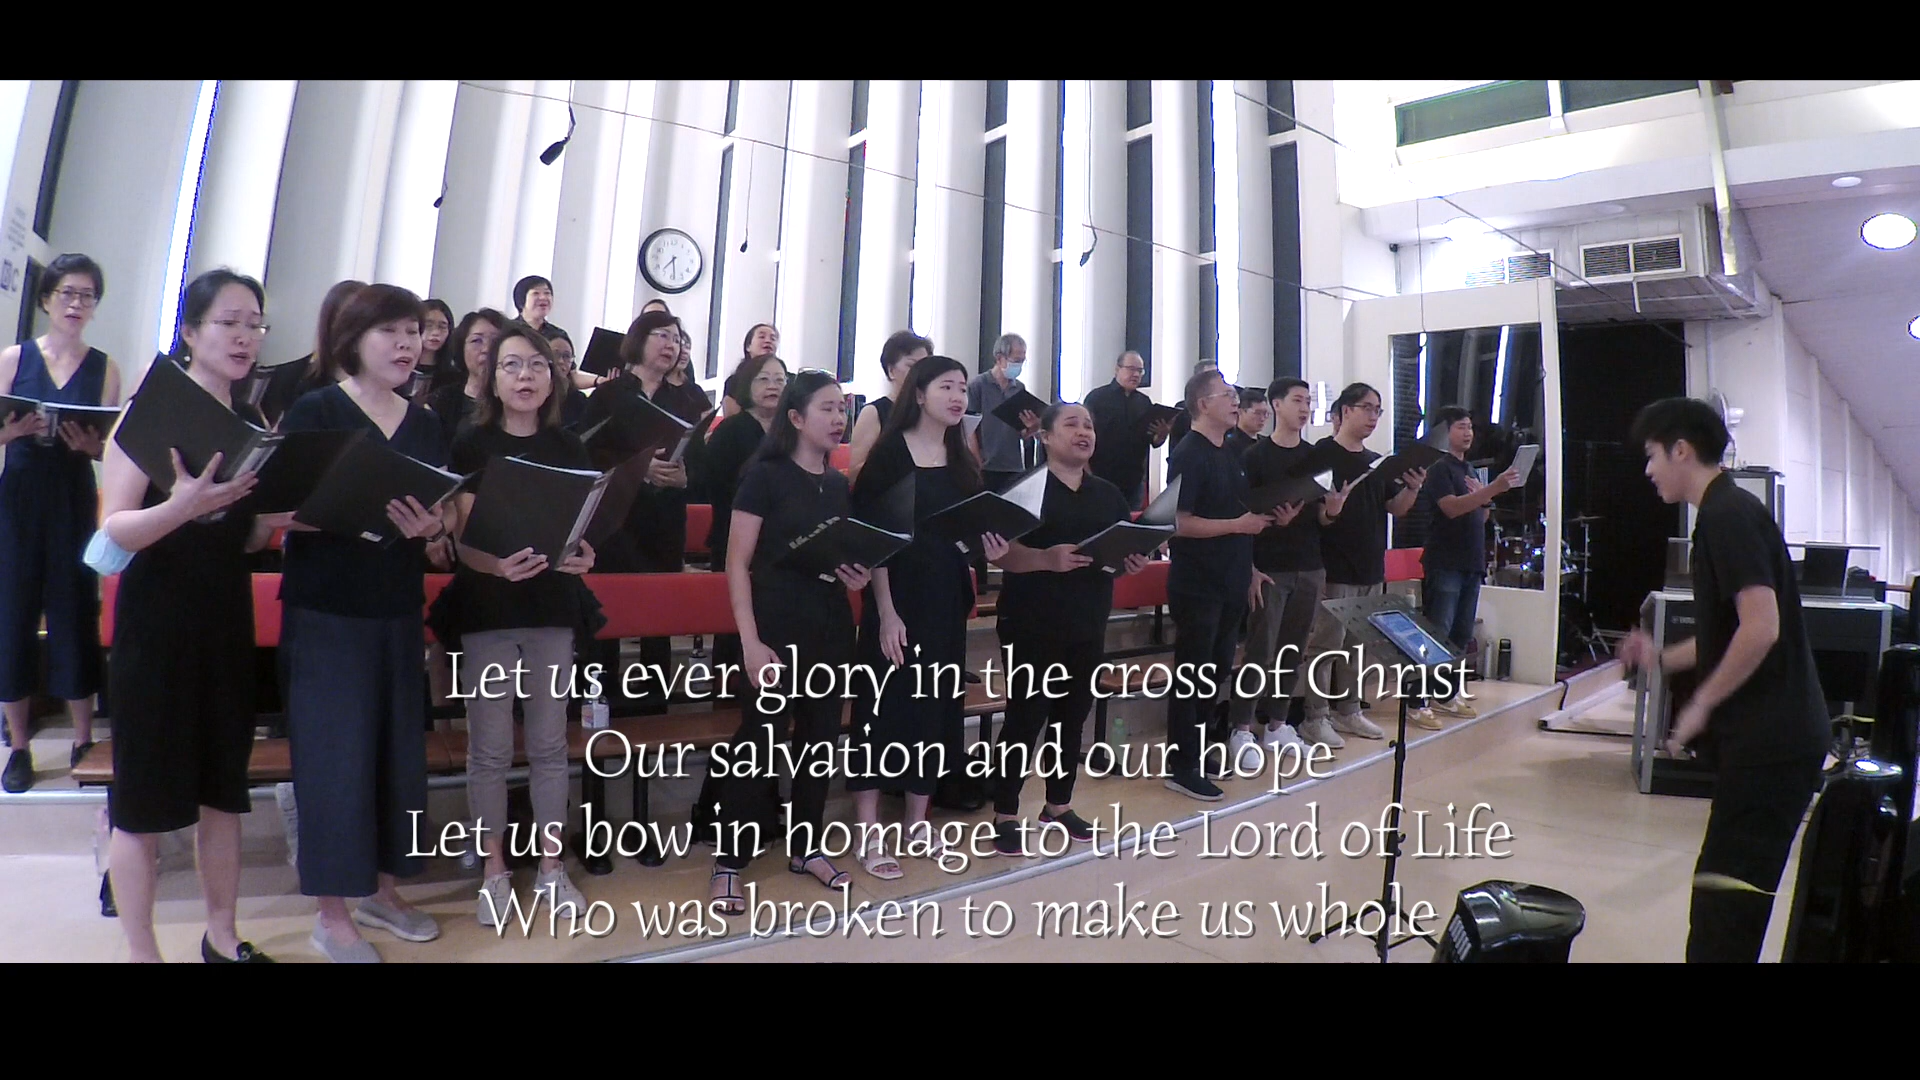 Let us ever glory in the cross of Christ
Our salvation and our hope
Let us bow in homage to the Lord of Life
Who was broken to make us whole